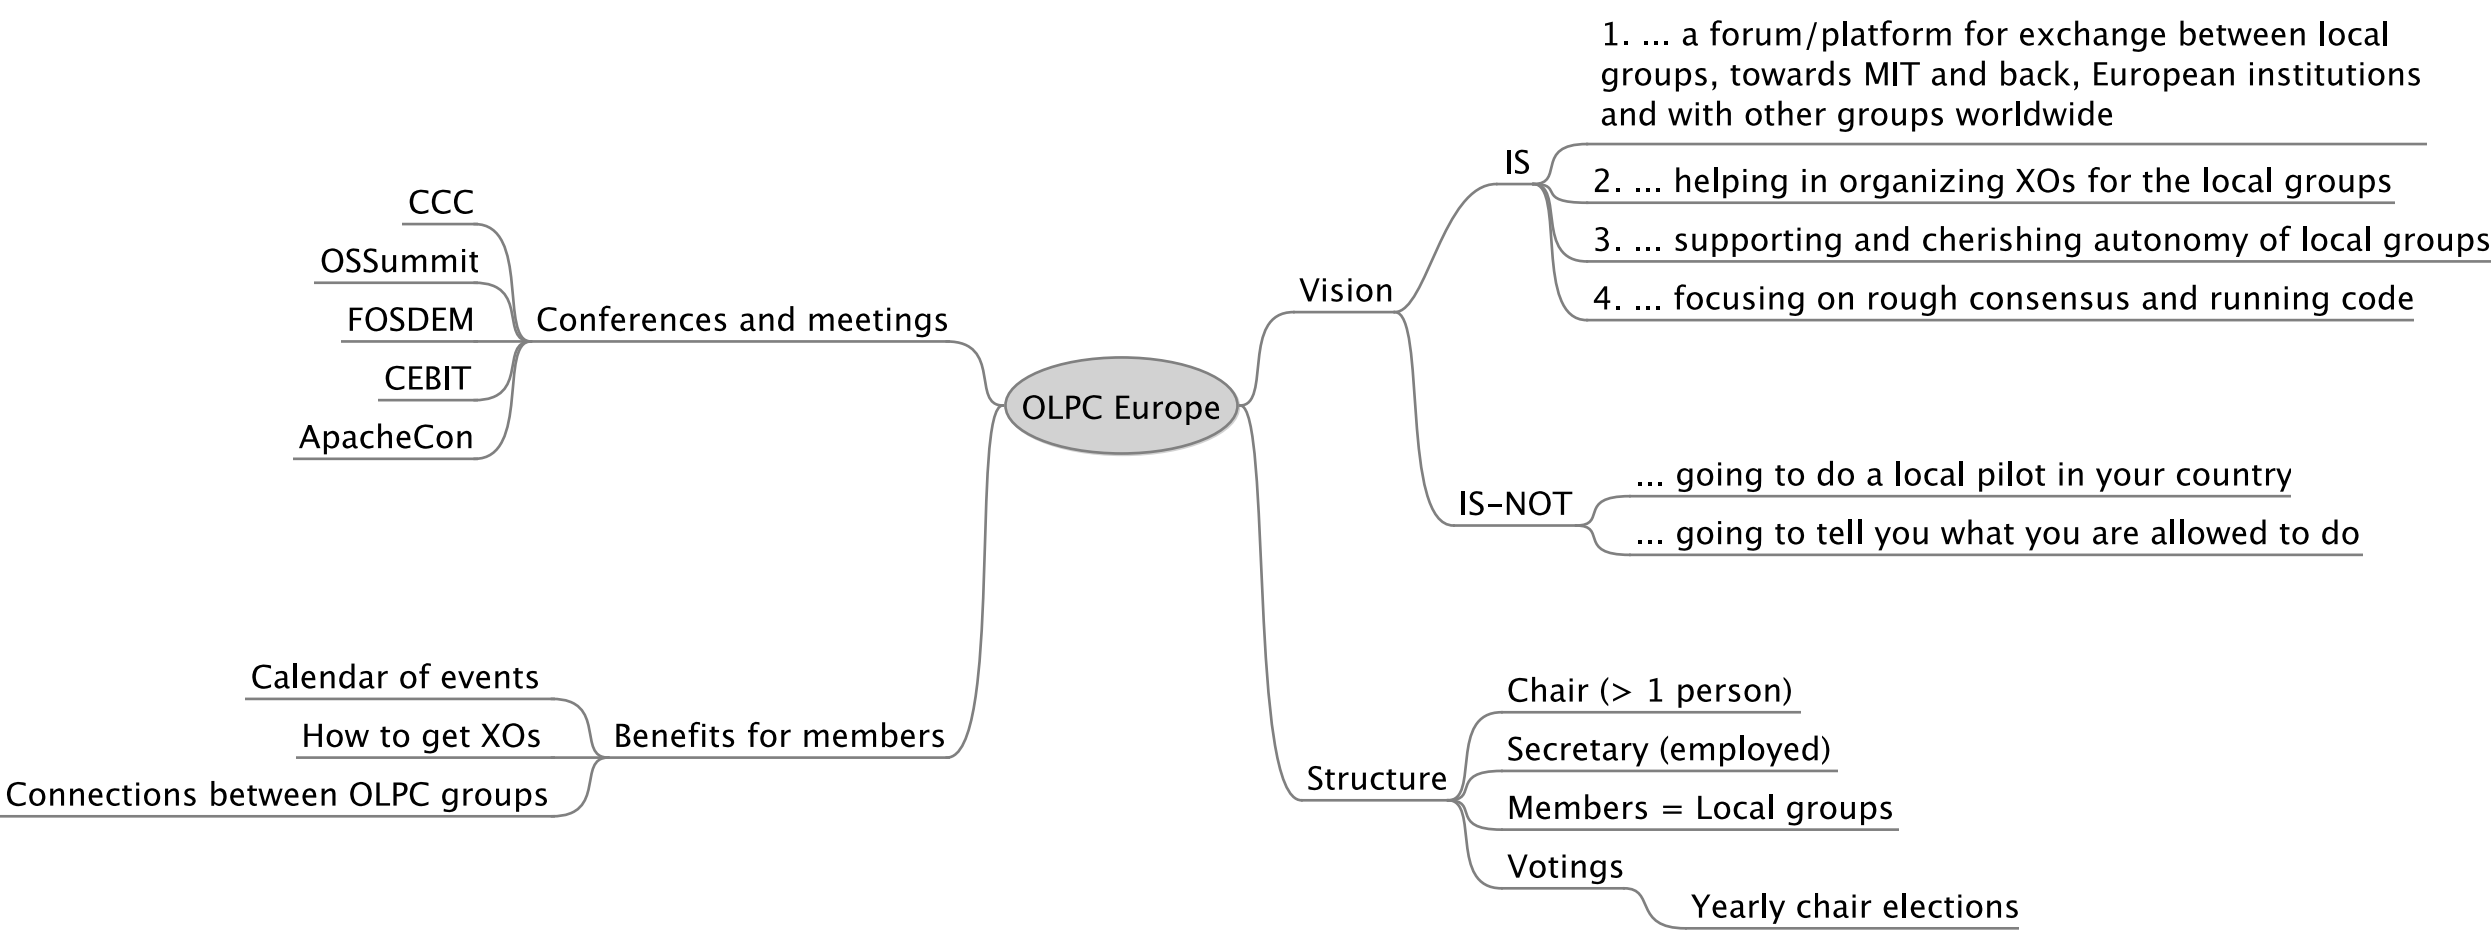 OLPC Europe
Conferences and meetings
CCC
OSSummit
FOSDEM
CEBIT
ApacheCon
Benefits for members
Calendar of events
How to get XOs
Connections between OLPC groups
Vision
IS
1. ... a forum/platform for exchange between local
groups, towards MIT and back, European institutions
and with other groups worldwide
2. ... helping in organizing XOs for the local groups
3. ... supporting and cherishing autonomy of local groups
4. ... focusing on rough consensus and running code
IS-NOT
... going to do a local pilot in your country
... going to tell you what you are allowed to do
Structure
Chair (> 1 person)
Secretary (employed)
Members = Local groups
Votings
Yearly chair elections